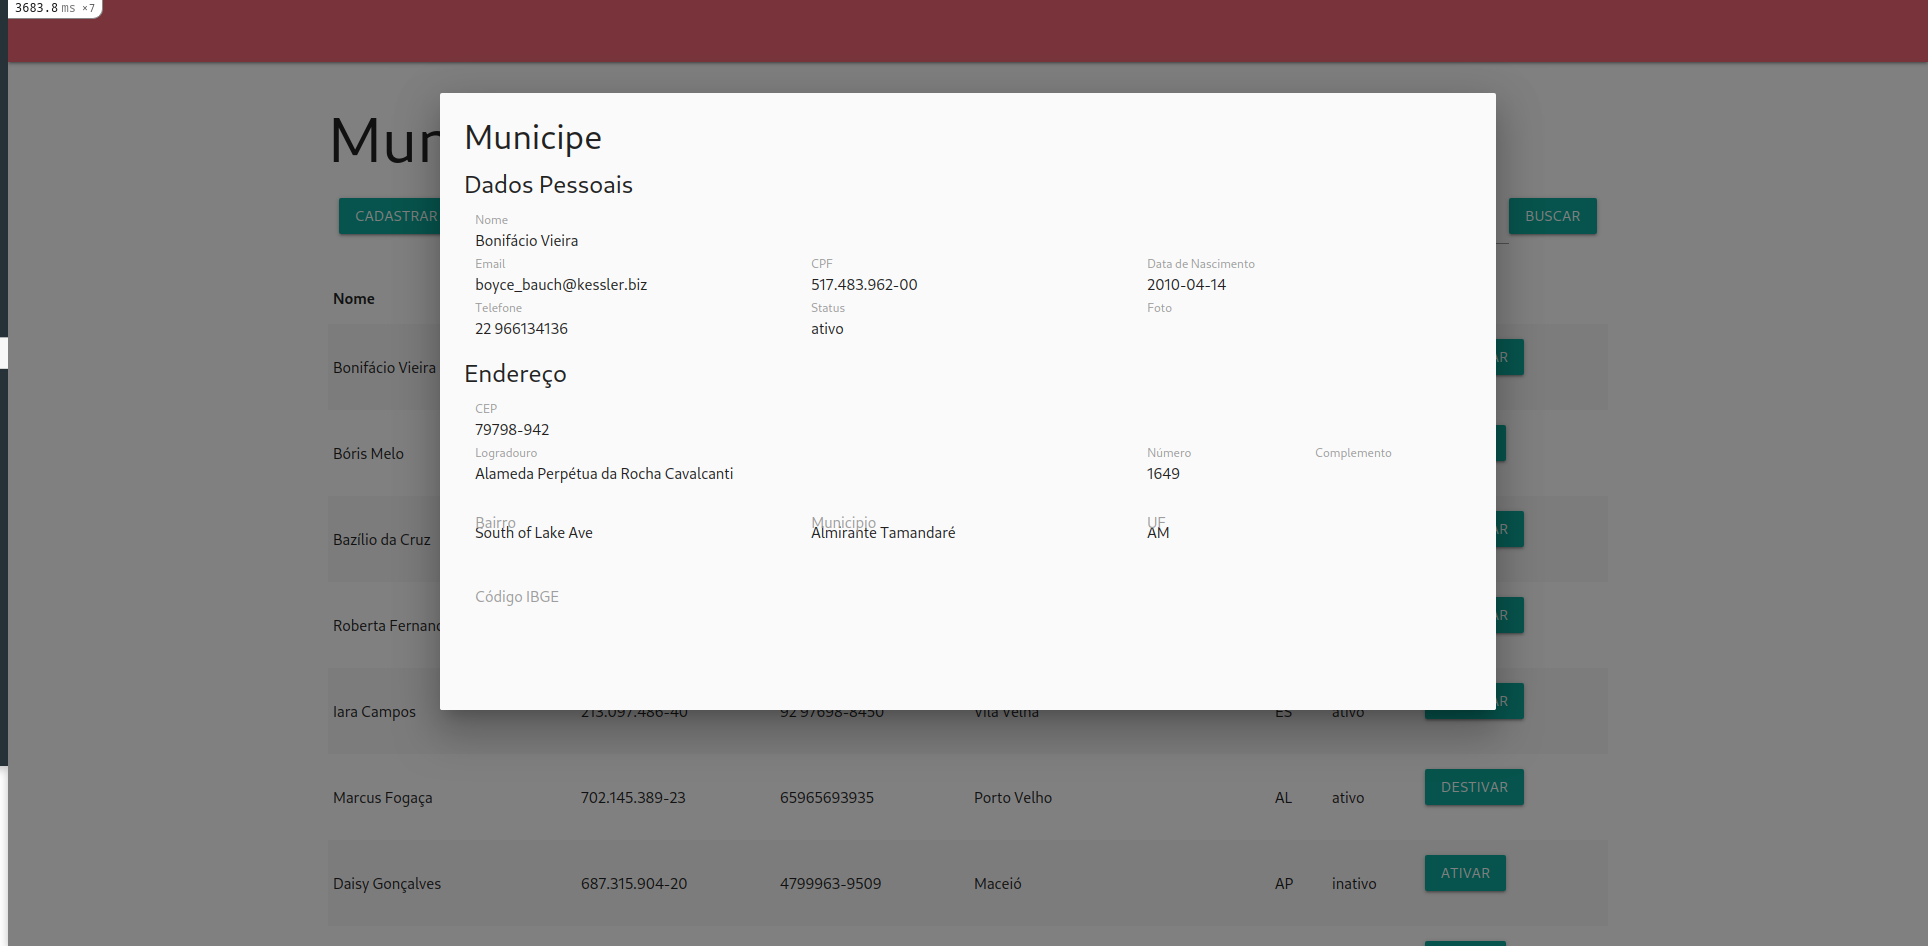 3683.8 ms ×7
Mun
CADASTRAR
BUSCAR
Nome
Bonifácio Vieira
AR
Bóris Melo
Bazílio da Cruz
AR
Roberta Fernand
AR
Iara Campos 213.097.486-40 92 97698-8450 Vila Velha ES ativo AR
Marcus Fogaça 702.145.389-23 65965693935 Porto Velho AL ativo DESTIVAR
Daisy Gonçalves 687.315.904-20 4799963-9509 Maceió AP inativo ATIVAR
Municipe
Dados Pessoais
Nome
Bonifácio Vieira
Email CPF Data de Nascimento
boyce_bauch@kessler.biz 517.483.962-00 2010-04-14
Telefone Status Foto
22 966134136 ativo
Endereço
CEP
79798-942
Logradouro Número Complemento
Alameda Perpétua da Rocha Cavalcanti 1649
Bairro Municipio UF
South of Lake Ave Almirante Tamandaré AM
Código IBGE